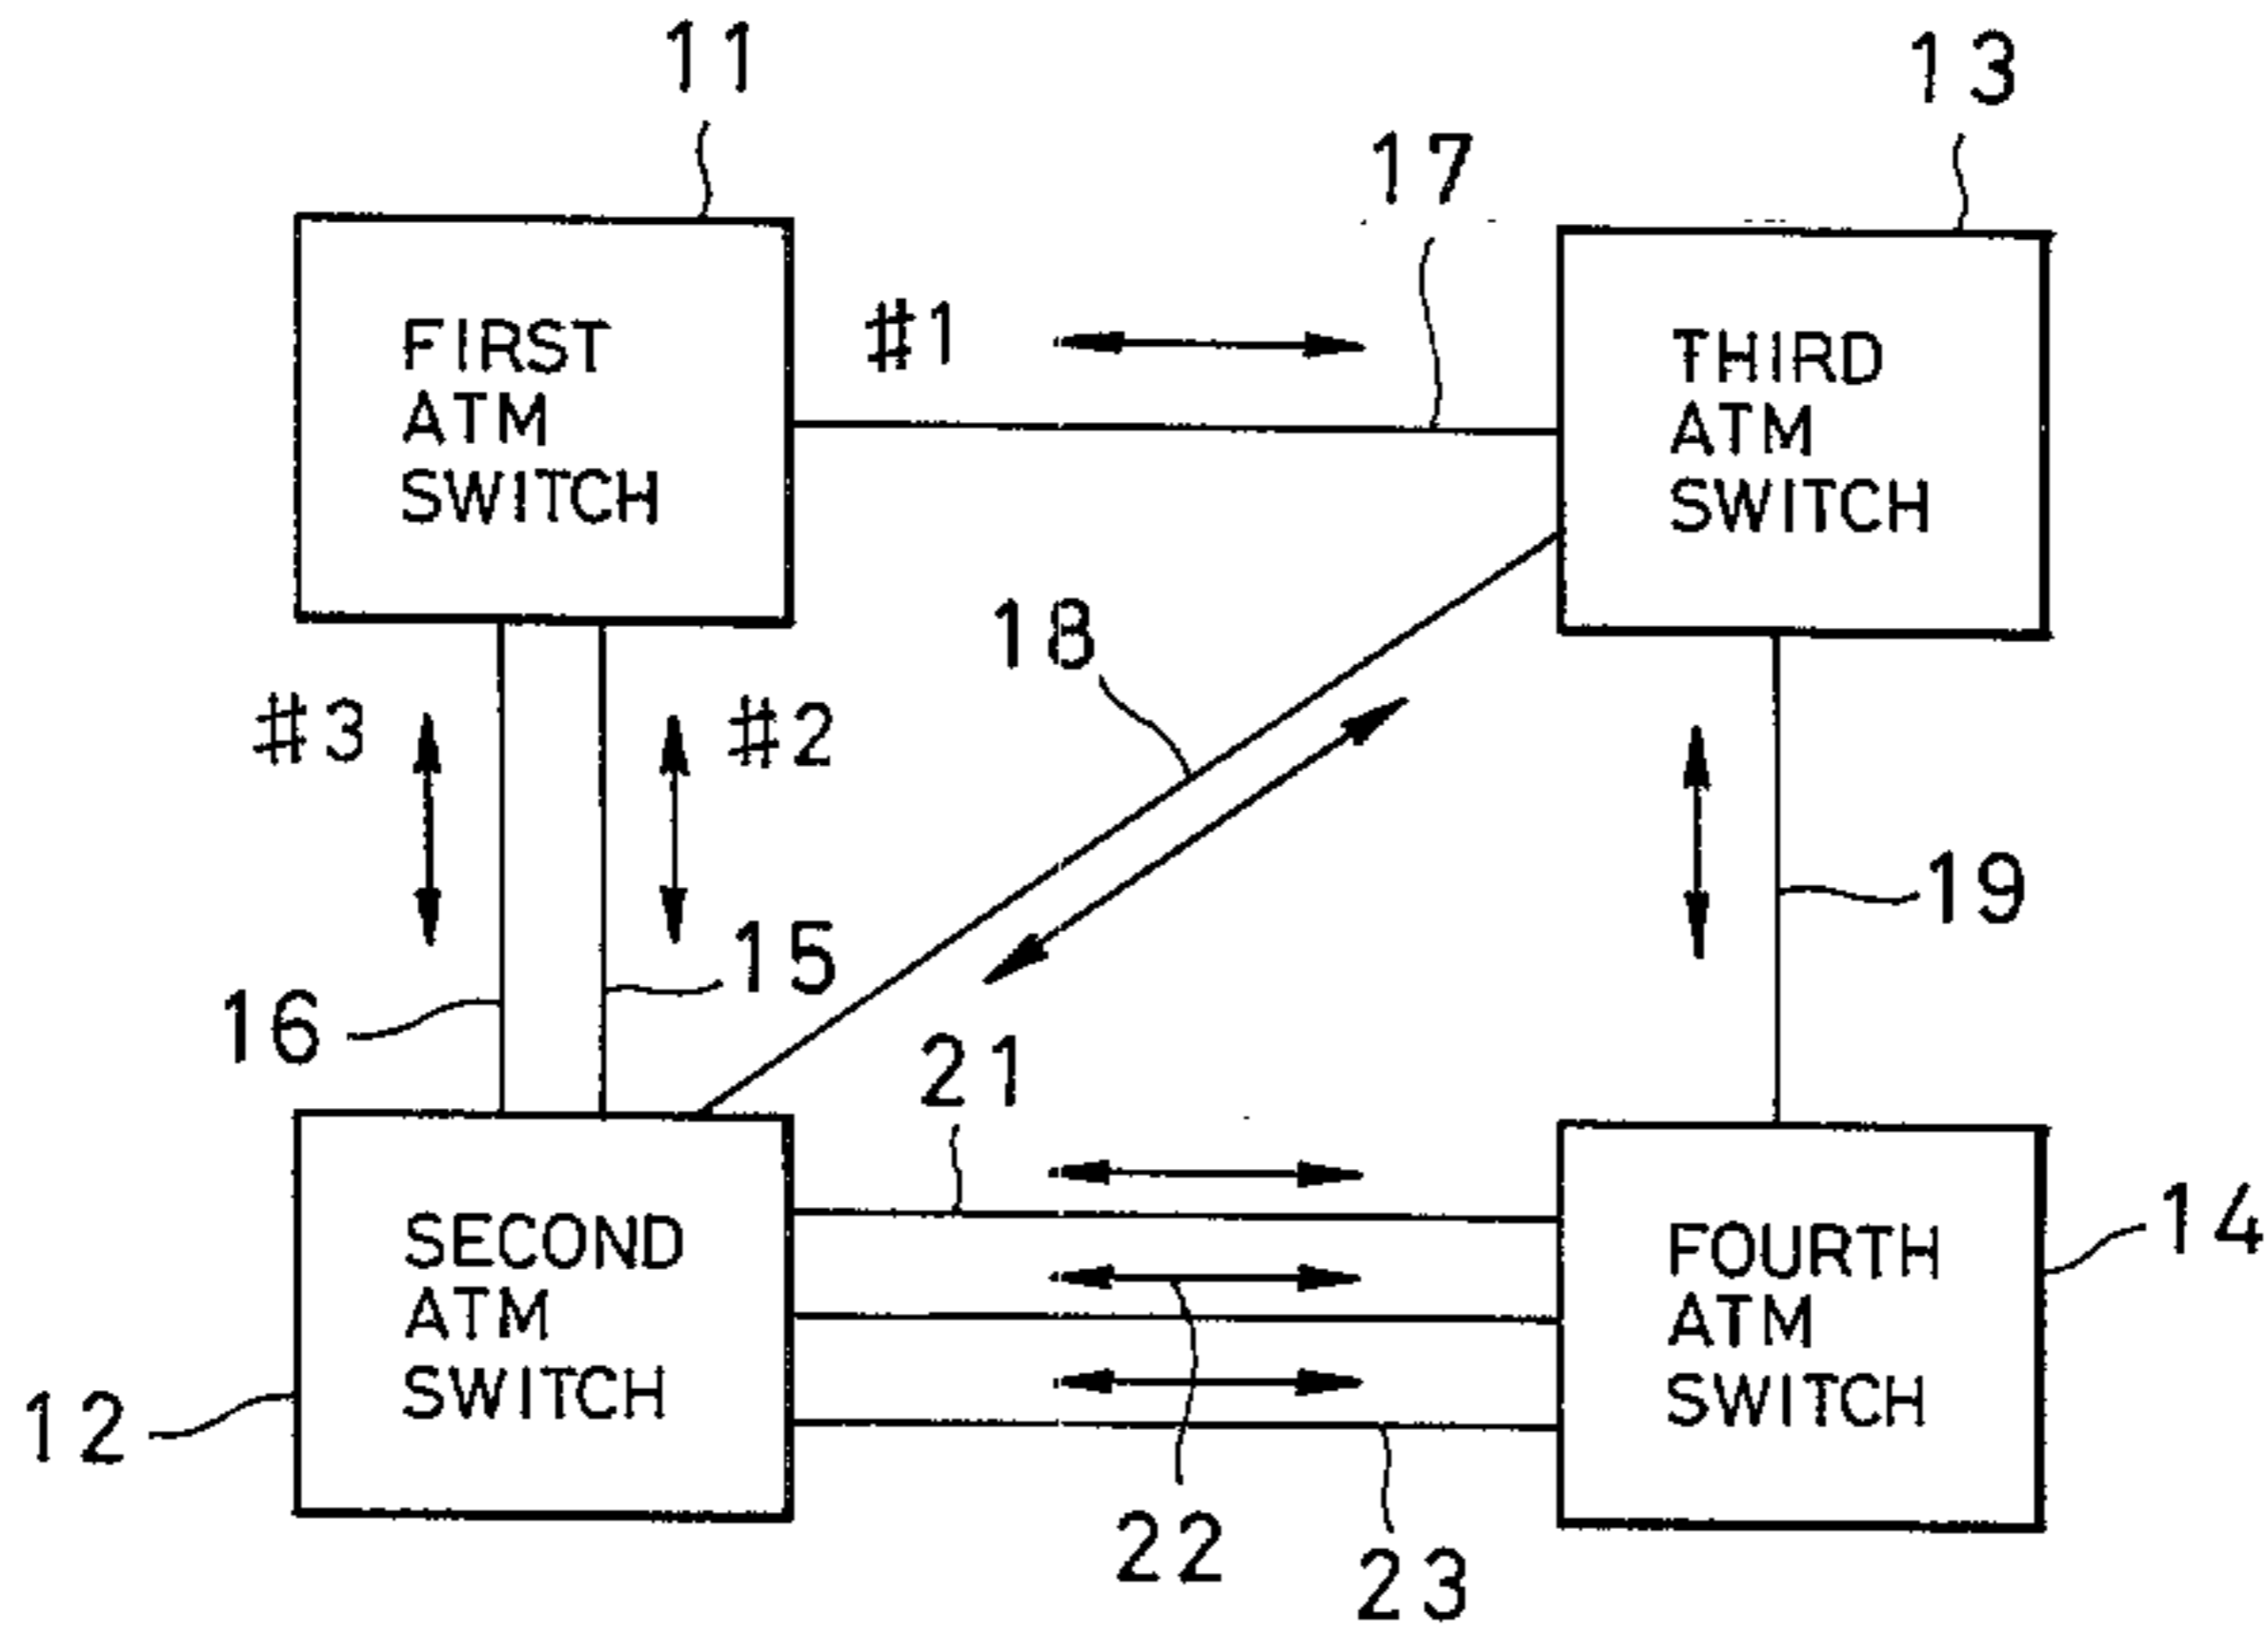 11
13
17
FIRST
ATM
SWITCH
#1
THIRD
ATM
SWITCH
18
#3
#2
19
15
16
21
SECOND
ATM
SWITCH
FOURTH
ATM
SWITCH
14
12
22
23